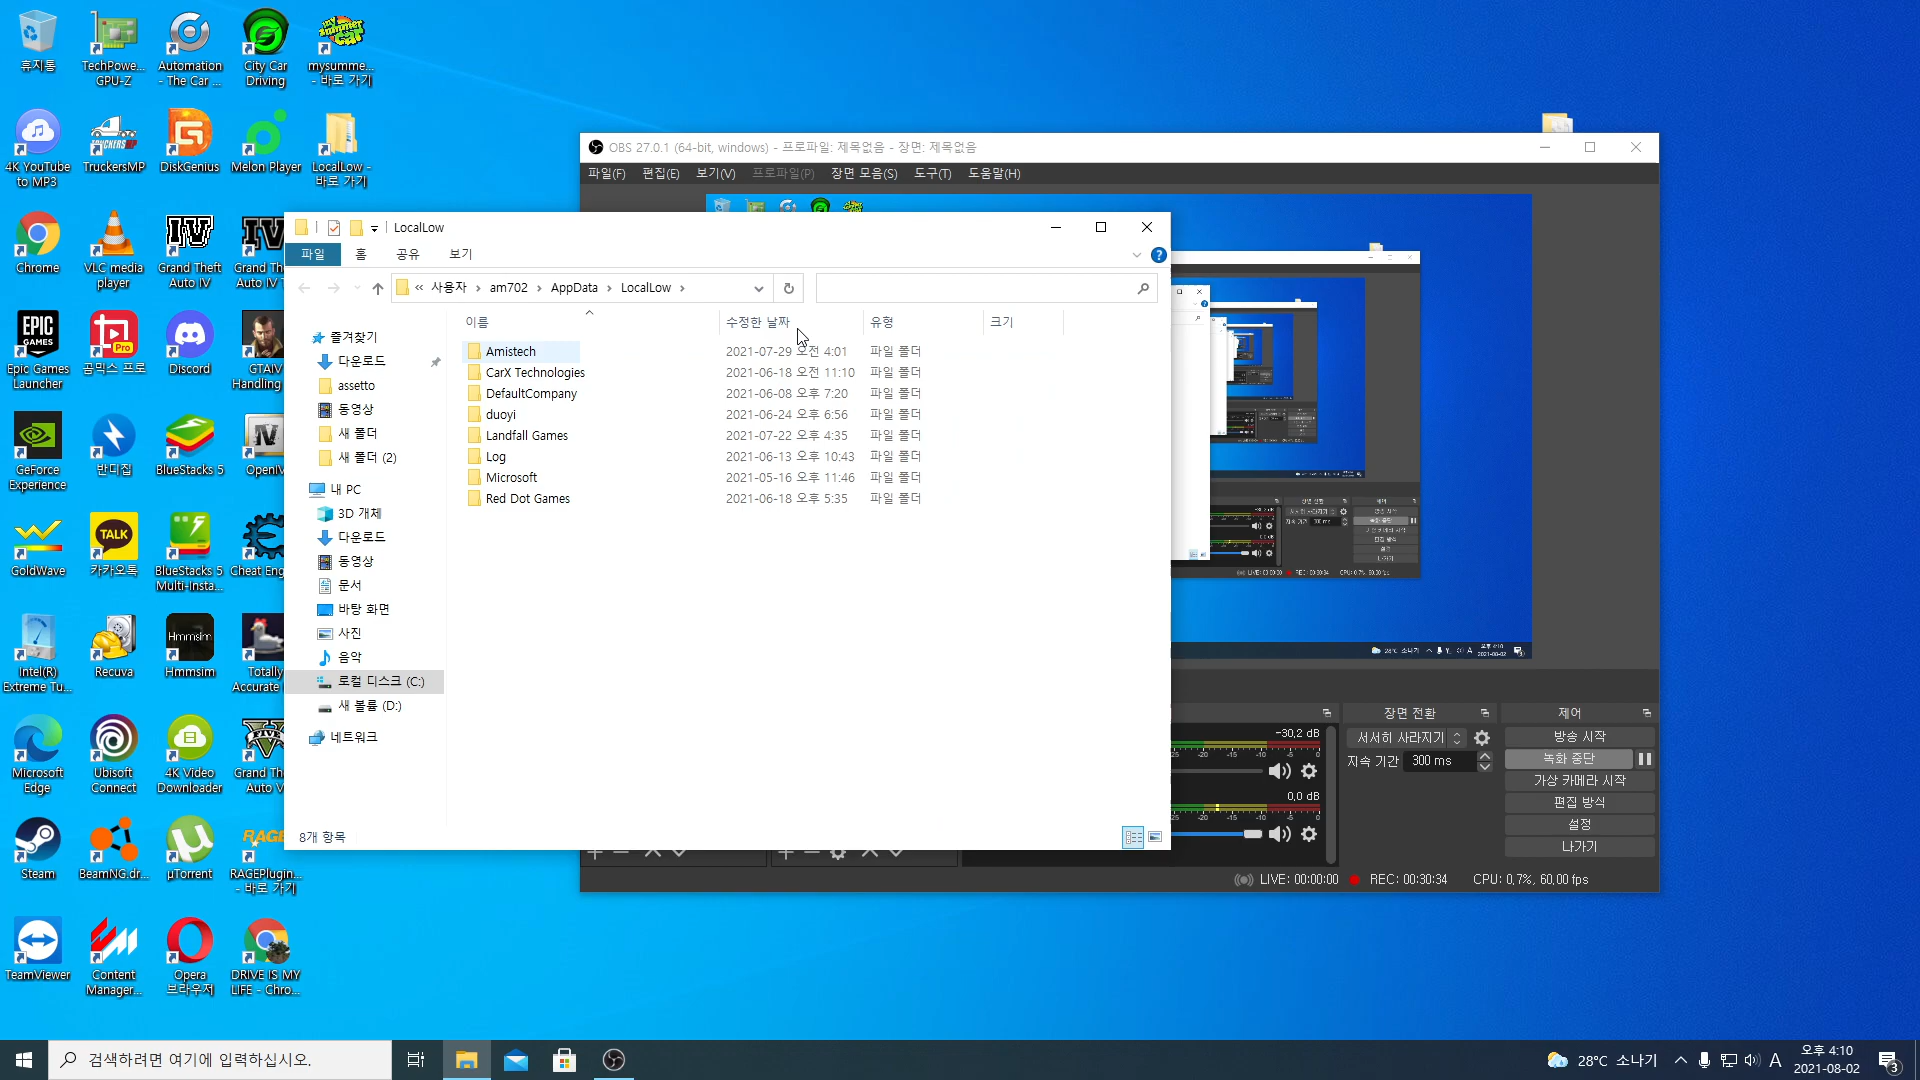 휴지통
TechPowe...
GPU-Z
Automation
- The Car ...
City Car
Driving
mysumme...
- 바로 가기
4K YouTube
to MP3
TruckersMP
DiskGenius
Melon Player
LocalLow -
바로 가기
Chrome
VLC media
player
Grand Theft
Auto IV
Grand Th
Auto IV
Epic Games
Launcher
곰믹스 프로
Discord
GTAIV
Handling
GeForce
Experience
반디집
BlueStacks 5
OpenIV
GoldWave
카카오톡
BlueStacks 5
Multi-Insta...
Cheat Eng
Intel(R)
Extreme Tu...
Recuva
Hmmsim
Totally
Accurate
Microsoft
Edge
Ubisoft
Connect
4K Video
Downloader
Grand The
Auto V
Steam
BeamNG.dr...
µTorrent
RAGEPlugin...
- 바로 가기
TeamViewer
Content
Manager...
Opera
브라우저
DRIVE IS MY
LIFE - Chro...
OBS 27.0.1 (64-bit, windows) - 프로파일: 제목없음 - 장면: 제목없음
파일(F) 편집(E) 보기(V) 프로파일(P) 장면 모음(S) 도구(T) 도움말(H)
LocalLow
파일 홈 공유 보기
« 사용자 › am702 › AppData › LocalLow ›
이름 수정한 날짜 유형 크기
Amistech 2021-07-29 오전 4:01 파일 폴더
CarX Technologies 2021-06-18 오전 11:10 파일 폴더
DefaultCompany 2021-06-08 오후 7:20 파일 폴더
duoyi 2021-06-24 오후 6:56 파일 폴더
Landfall Games 2021-07-22 오후 4:35 파일 폴더
Log 2021-06-13 오후 10:43 파일 폴더
Microsoft 2021-05-16 오후 11:46 파일 폴더
Red Dot Games 2021-06-18 오후 5:35 파일 폴더
즐겨찾기
다운로드
assetto
동영상
새 폴더
새 폴더 (2)
내 PC
3D 개체
다운로드
동영상
문서
바탕 화면
사진
음악
로컬 디스크 (C:)
새 볼륨 (D:)
네트워크
8개 항목
-30.2 dB
0.0 dB
장면 전환
서서히 사라지기
지속 기간 300 ms
제어
방송 시작
녹화 중단
가상 카메라 시작
편집 방식
설정
나가기
LIVE: 00:00:00 REC: 00:30:34 CPU: 0.7%, 60.00 fps
검색하려면 여기에 입력하십시오.
28°C 소나기
A
오후 4:10
2021-08-02
3